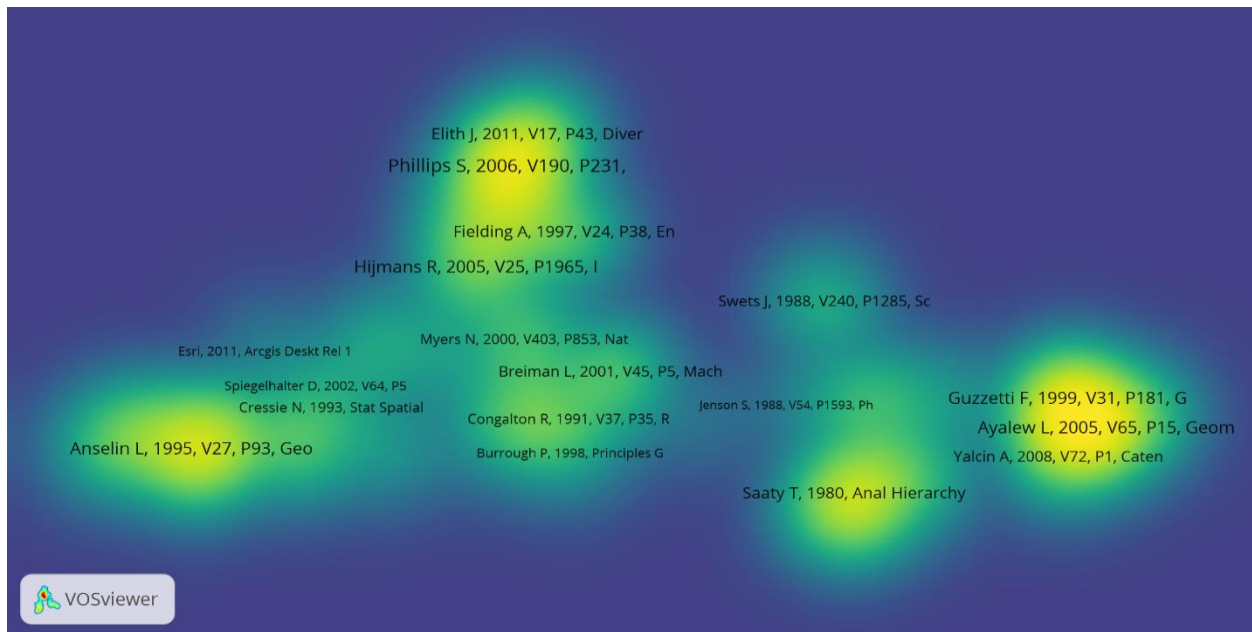 Elith J, 2011, V17, P43, Diver
Phillips S, 2006, V190, P231,
Fielding A, 1997, V24, P38, En
Hijmans R, 2005, V25, P1965, I
Swets J, 1988, V240, P1285, Sc
Myers N, 2000, V403, P853, Nat
Esri, 2011, Arcgis Deskt Rel 1
Breiman L, 2001, V45, P5, Mach
Spiegelhalter D, 2002, V64, P5
Guzzetti F, 1999, V31, P181, G
Cressie N, 1993, Stat Spatial
Jenson S, 1988, V54, P1593, Ph
Congalton R, 1991, V37, P35, R
Ayalew L, 2005, V65, P15, Geom
Anselin L, 1995, V27, P93, Geo
Burrough P, 1998, Principles G
Yalcin A, 2008, V72, P1, Caten
Saaty T, 1980, Anal Hierarchy
VOSviewer